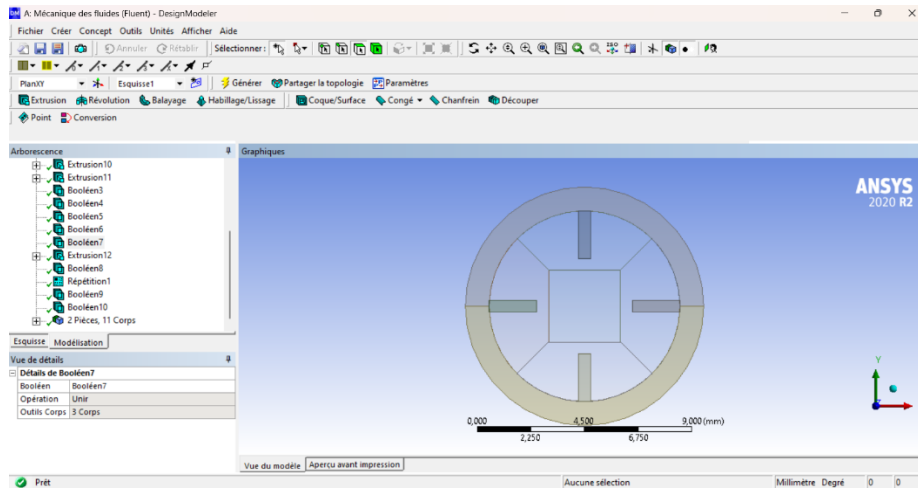 A: Mécanique des fluides (Fluent) - DesignModeler
Fichier Créer Concept Outils Unités Afficher Aide
Annuler Rétablir Sélectionner:
PlanXY Esquisse1 Générer Partager la topologie Paramètres
Extrusion Révolution Balayage Habillage/Lissage Coque/Surface Congé Chanfrein Découper
Point Conversion
Arborescence
Extrusion10
Extrusion11
Booléen3
Booléen4
Booléen5
Booléen6
Booléen7
Extrusion12
Booléen8
Répétition1
Booléen9
Booléen10
2 Pièces, 11 Corps
Esquisse Modélisation
Vue de détails
Détails de Booléen7
Booléen Booléen7
Opération Unir
Outils Corps 3 Corps
Graphiques
ANSYS
2020 R2
Y
0,000 4,500 9,000 (mm)
2,250 6,750
Vue du modèle Aperçu avant impression
Prêt Aucune sélection Millimètre Degré 0 0